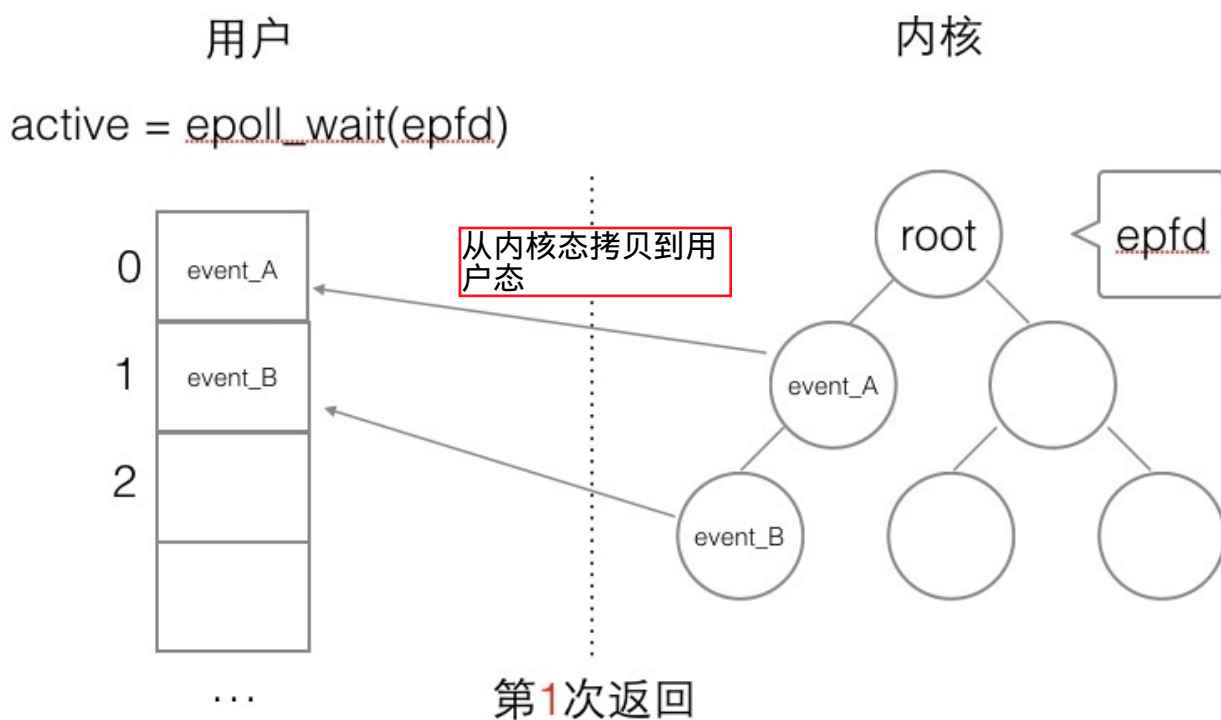 用户
内核
active = epoll_wait(epfd)
从内核态拷贝到用
户态
root
epfd
0
event_A
1
event_B
2
event_A
event_B
...
第1次返回